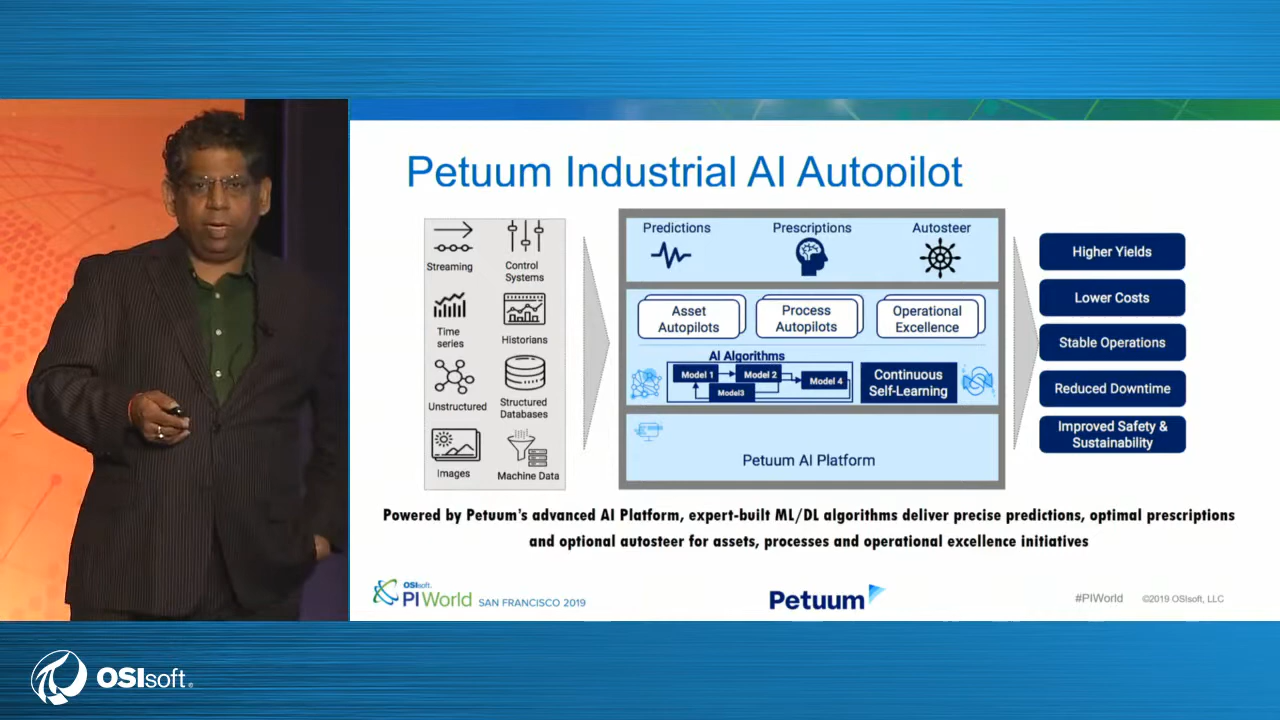 Petuum Industrial AI Autopilot
Streaming
Control
Systems
Time
series
Historians
Unstructured
Structured
Databases
Images
Machine Data
Predictions
Prescriptions
Autosteer
Asset
Autopilots
Process
Autopilots
Operational
Excellence
AI Algorithms
Model 1
Model 2
Model3
Model 4
Continuous
Self-Learning
Petuum AI Platform
Higher Yields
Lower Costs
Stable Operations
Reduced Downtime
Improved Safety &
Sustainability
Powered by Petuum's advanced AI Platform, expert-built ML/DL algorithms deliver precise predictions, optimal prescriptions
and optional autosteer for assets, processes and operational excellence initiatives
OSIsoft.
PI World SAN FRANCISCO 2019
Petuum
#PIWorld ©2019 OSIsoft, LLC
OSIsoft®